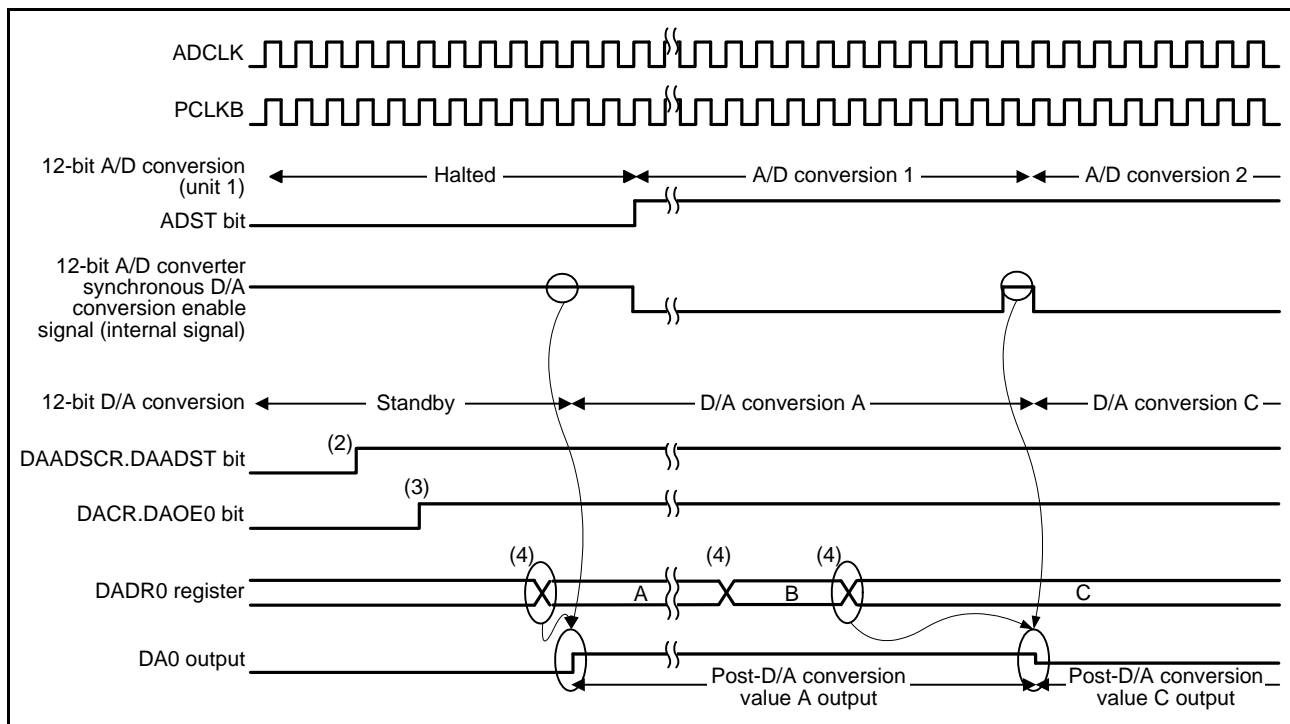 ADCLK
PCLKB
12-bit A/D conversion
(unit 1)
Halted
A/D conversion 1
A/D conversion 2
ADST bit
12-bit A/D converter
synchronous D/A
conversion enable
signal (internal signal)
12-bit D/A conversion
Standby
D/A conversion A
D/A conversion C
(2)
DAADSCR.DAADST bit
(3)
DACR.DAOE0 bit
(4)
(4)
(4)
DADR0 register
A
B
C
DA0 output
Post-D/A conversion
value A output
Post-D/A conversion
value C output